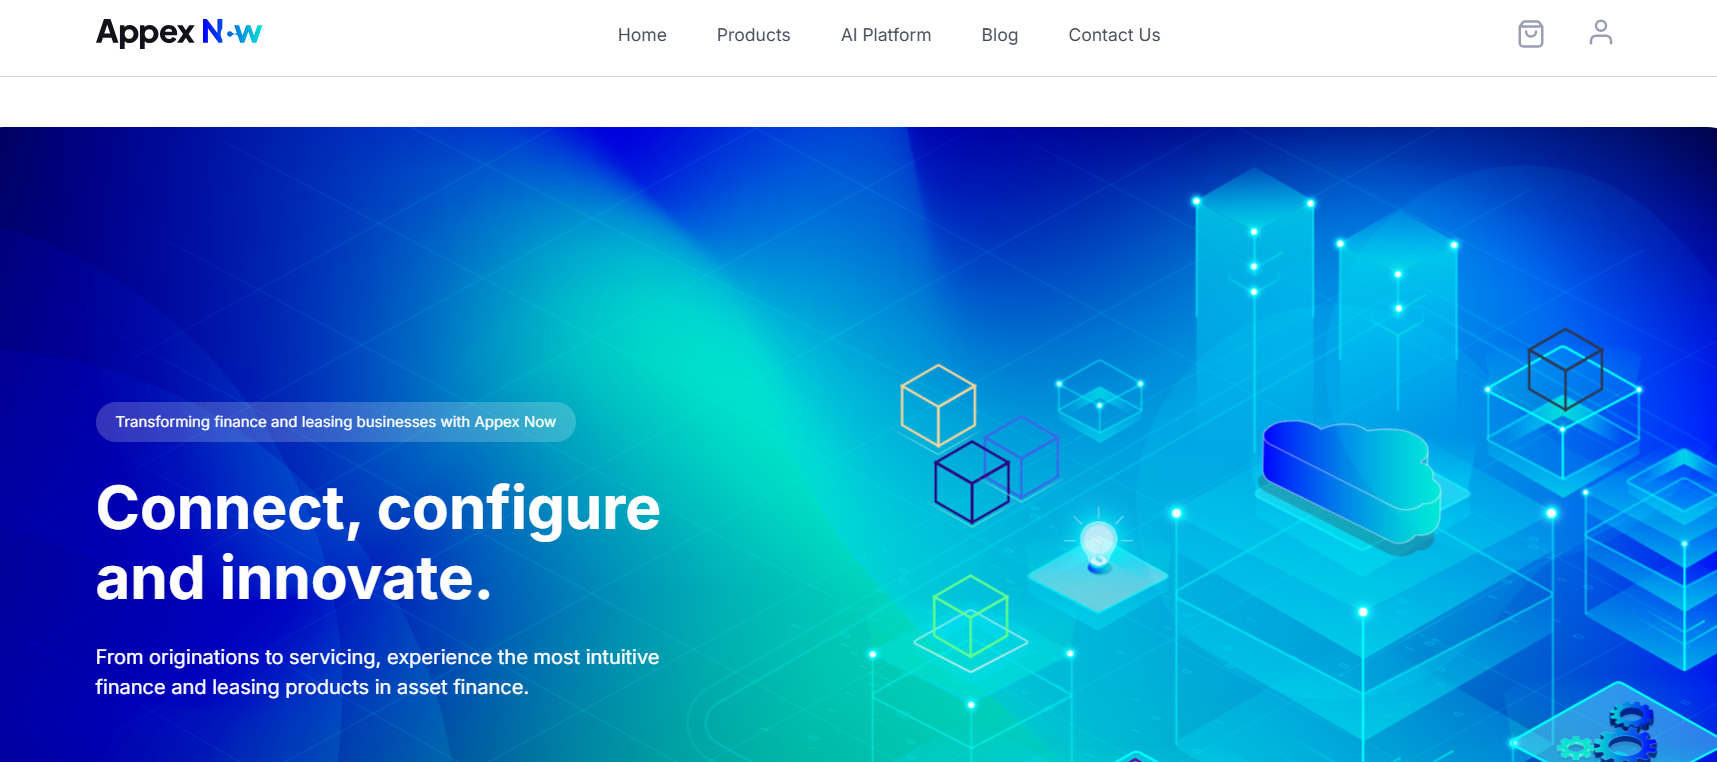 Appex Now
Home
Products
AI Platform
Blog
Contact Us
Transforming finance and leasing businesses with Appex Now
Connect, configure
and innovate.
From originations to servicing, experience the most intuitive
finance and leasing products in asset finance.